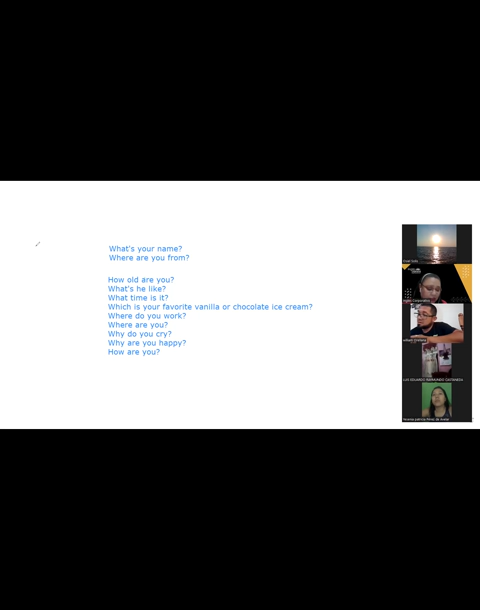 What's your name?
Where are you from?
How old are you?
What's he like?
What time is it?
Which is your favorite vanilla or chocolate ice cream?
Where do you work?
Where are you?
Why do you cry?
Why are you happy?
How are you?
LUIS EDUARDO RAIMUNDO CASTANEDA